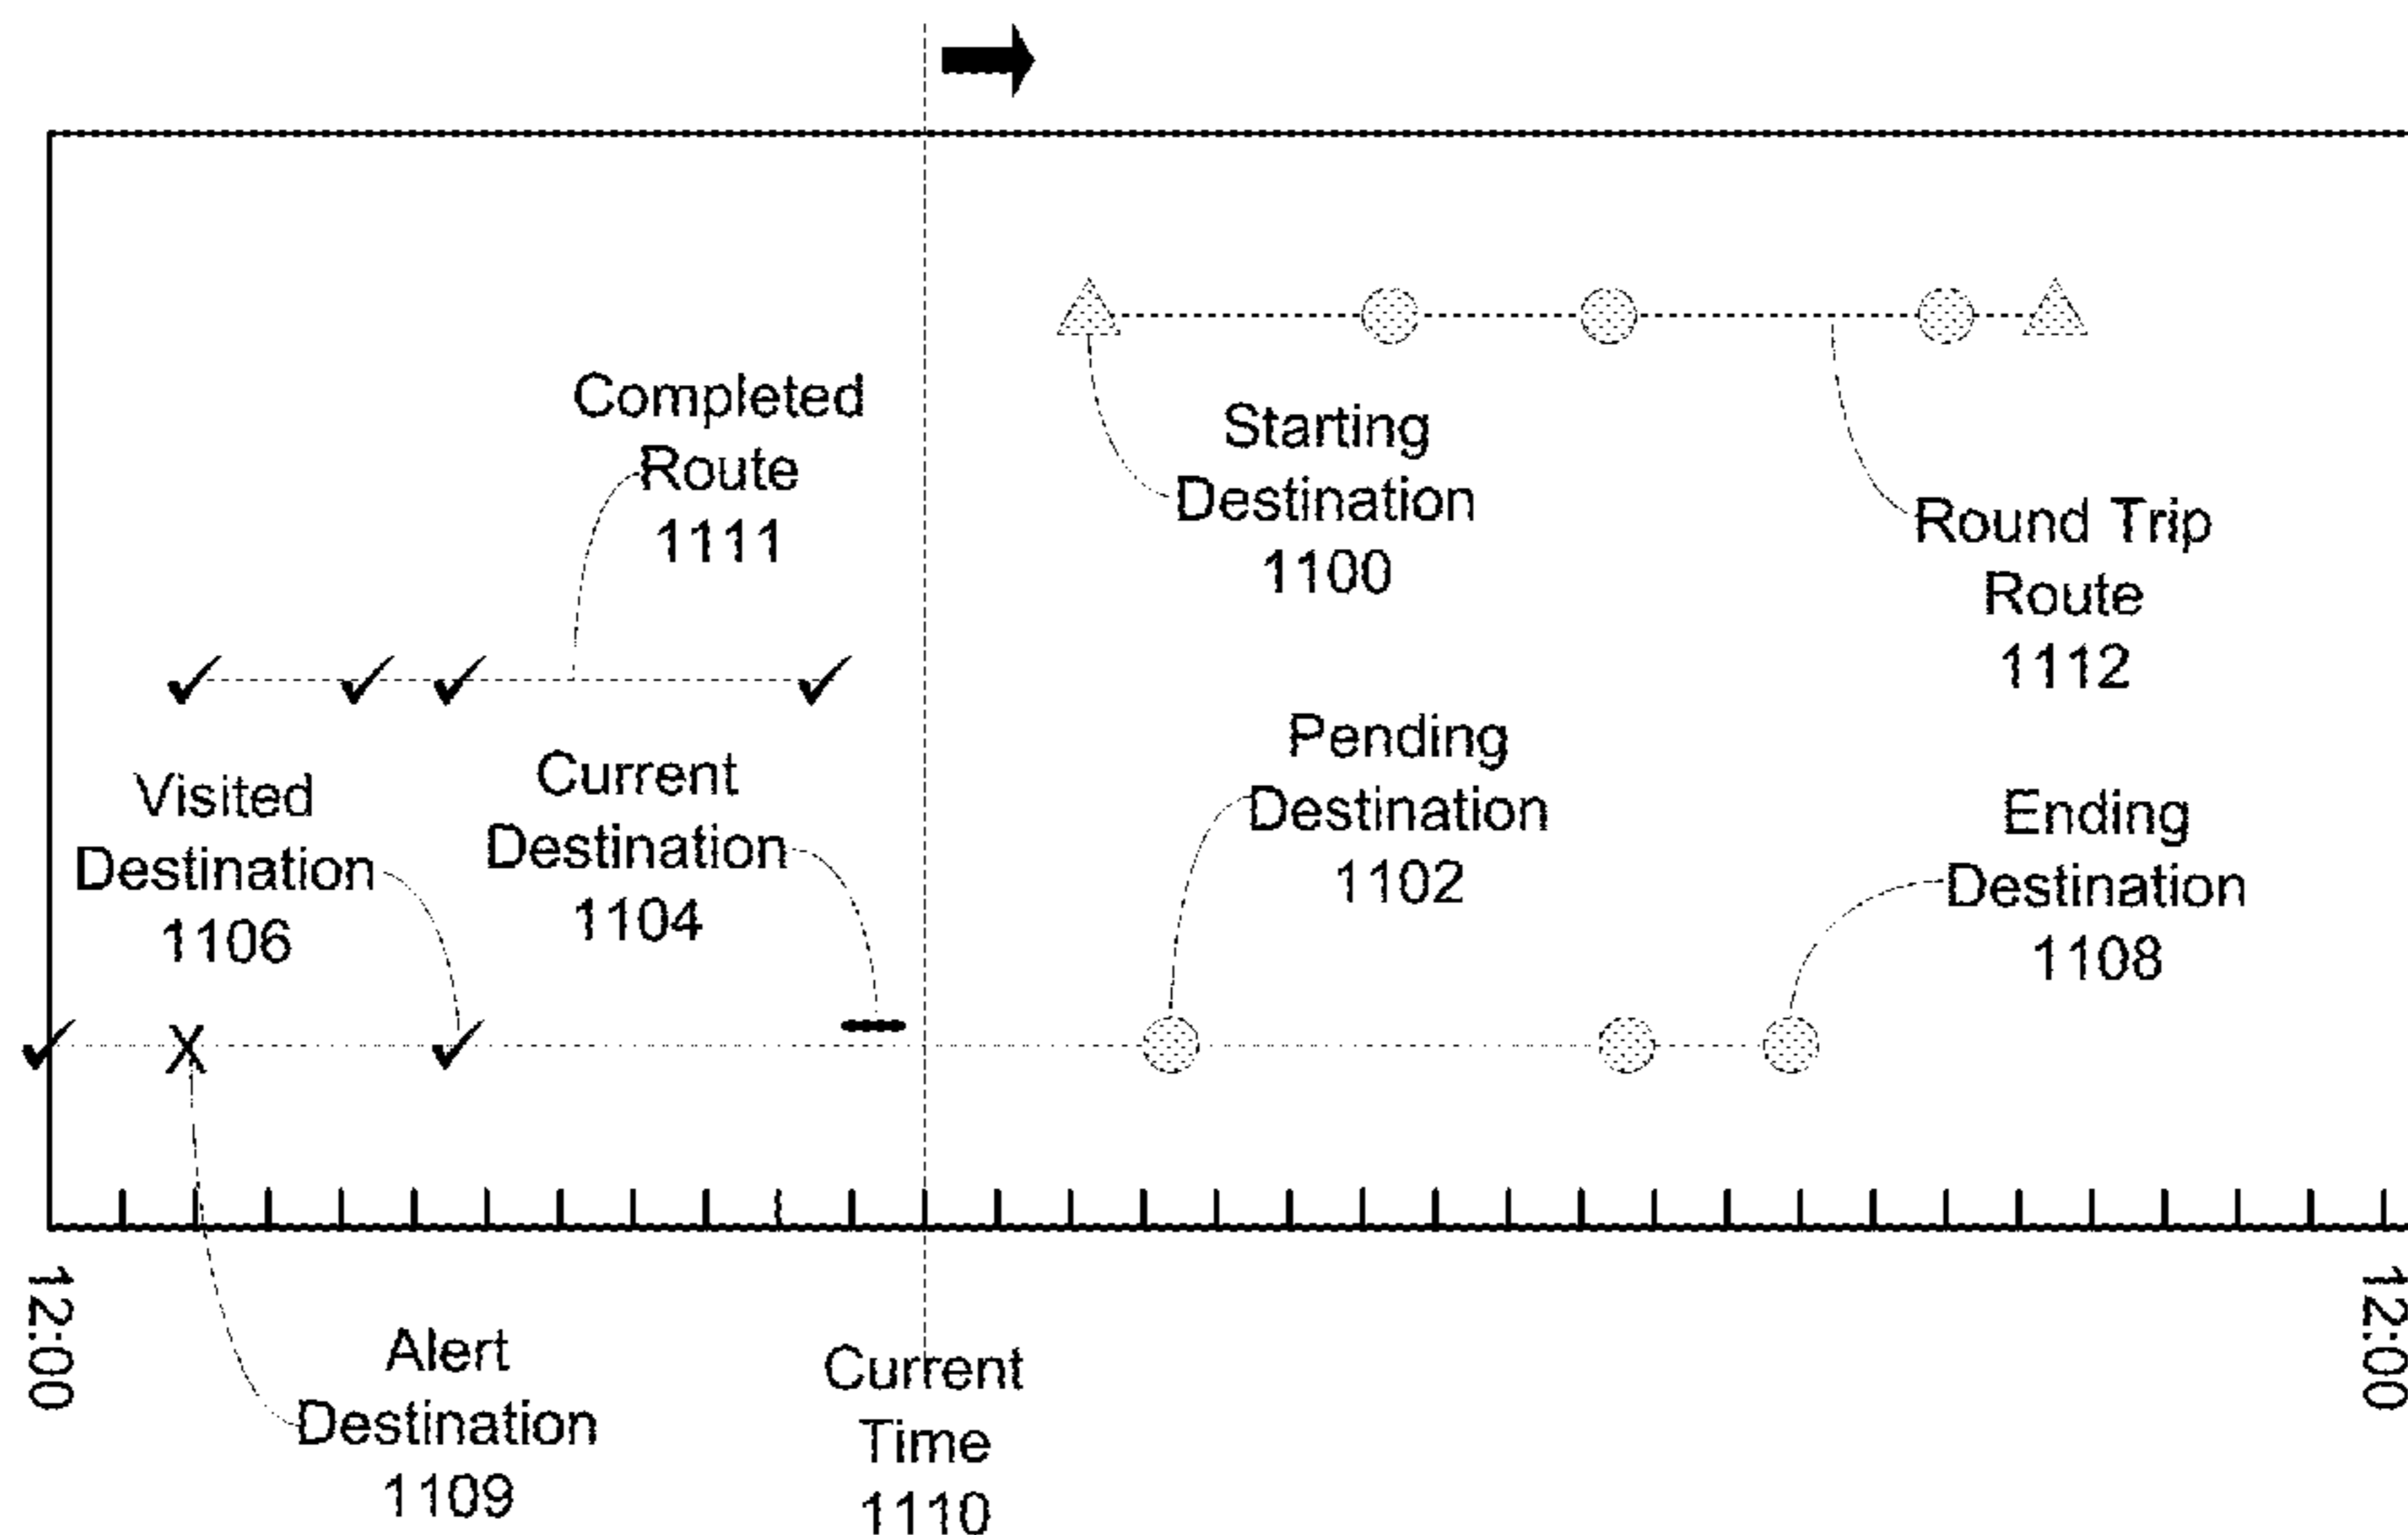 Completed
Route
1111
Starting
Destination
1100
Round Trip
Route
1112
Visited
Destination
1106
Current
Destination
1104
Pending
Destination
1102
Ending
Destination
1108
X
12:00
12:00
Alert
Destination
1109
Current
Time
1110